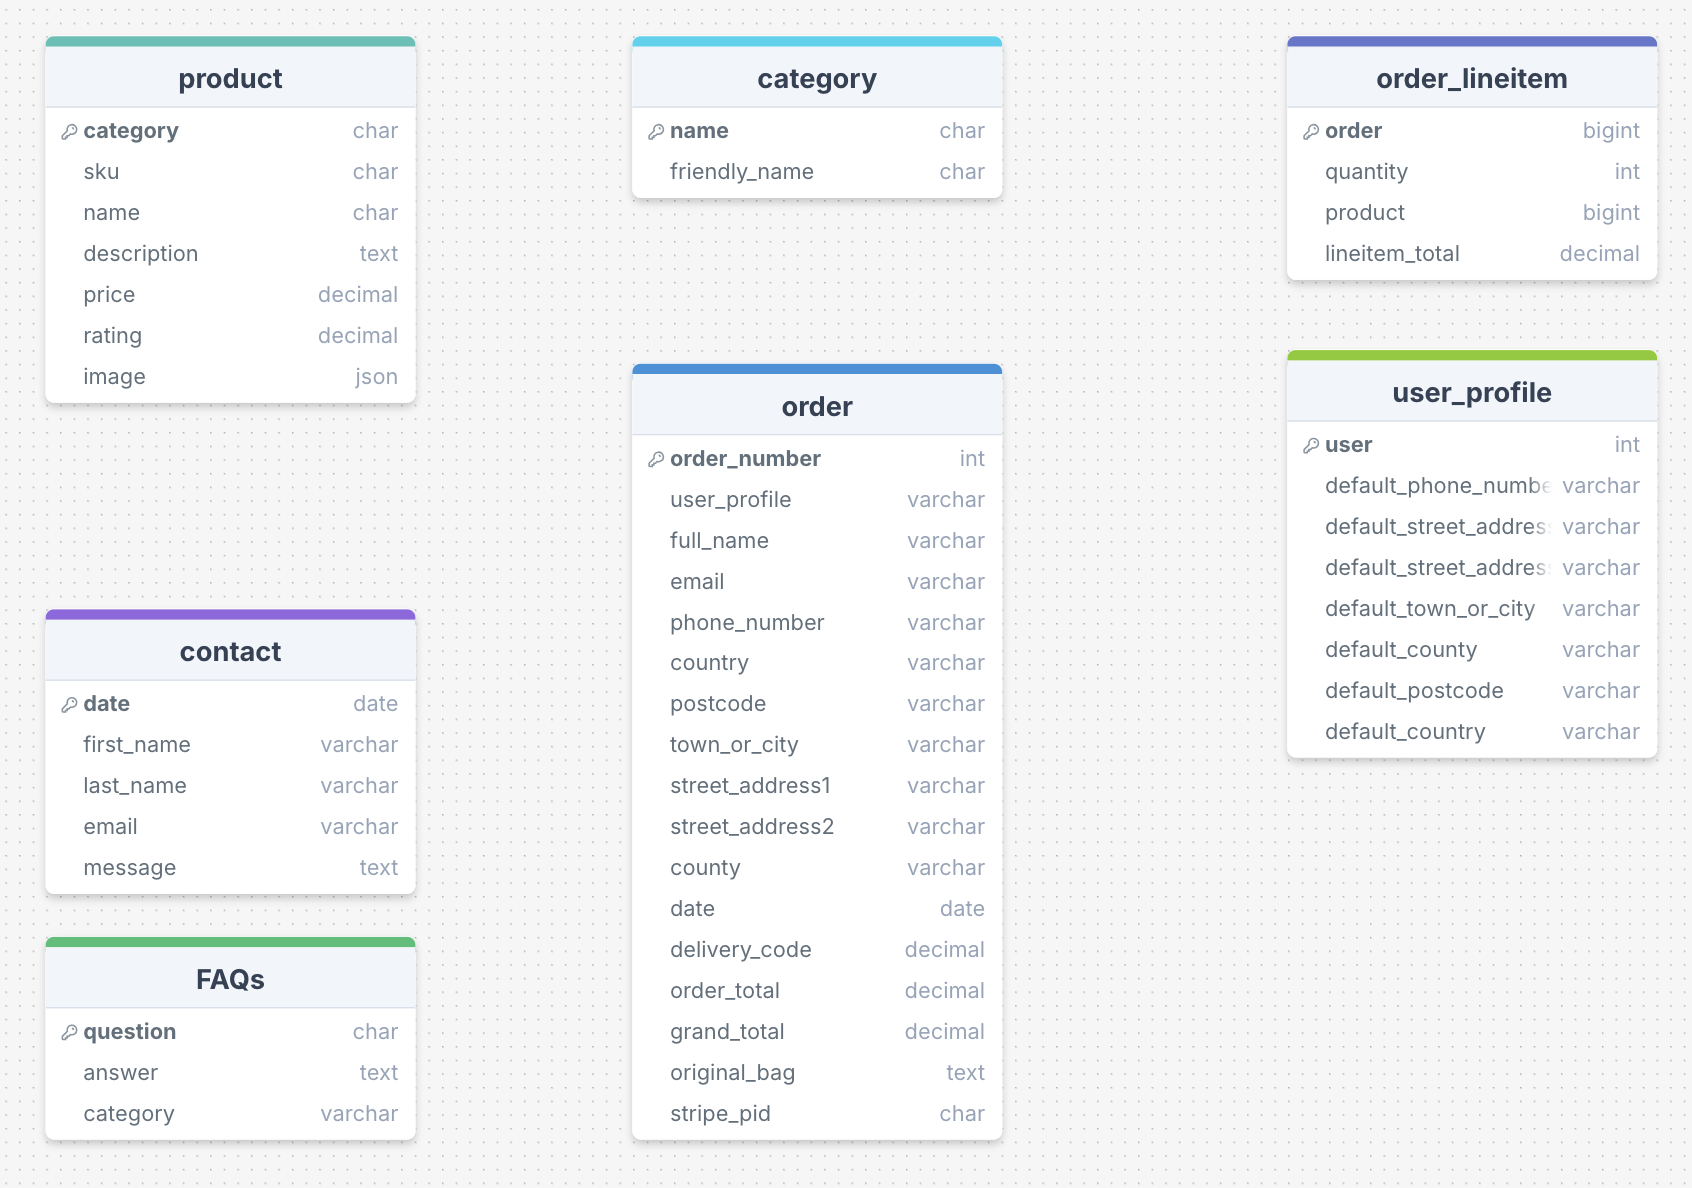 product
category char
sku char
name char
description text
price decimal
rating decimal
image json
category
name char
friendly_name char
order_lineitem
order bigint
quantity int
product bigint
lineitem_total decimal
order
order_number int
user_profile varchar
full_name varchar
email varchar
phone_number varchar
country varchar
postcode varchar
town_or_city varchar
street_address1 varchar
street_address2 varchar
county varchar
date date
delivery_code decimal
order_total decimal
grand_total decimal
original_bag text
stripe_pid char
user_profile
user int
default_phone_numbe varchar
default_street_addres varchar
default_street_addres varchar
default_town_or_city varchar
default_county varchar
default_postcode varchar
default_country varchar
contact
date date
first_name varchar
last_name varchar
email varchar
message text
FAQs
question char
answer text
category varchar